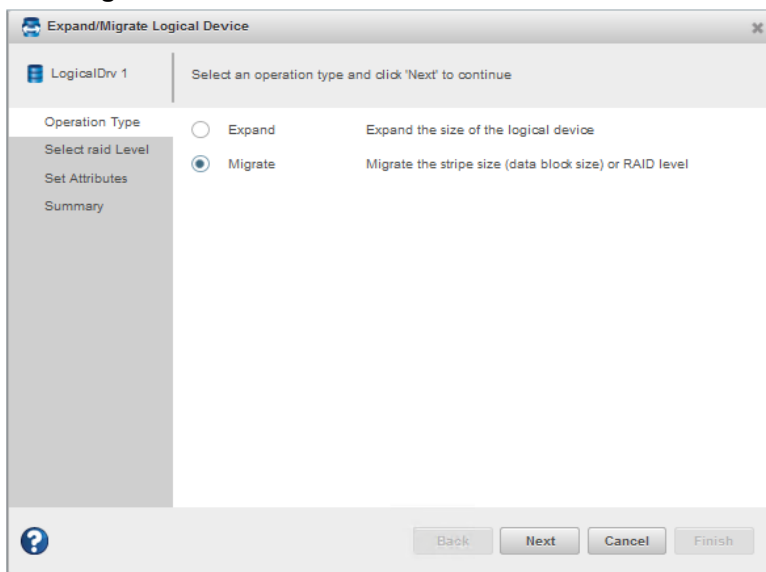 Expand/Migrate Logical Device
LogicalDrv 1
Select an operation type and click 'Next' to continue
Operation Type
Select raid Level
Set Attributes
Summary
Expand Expand the size of the logical device
Migrate Migrate the stripe size (data block size) or RAID level
Back Next Cancel Finish